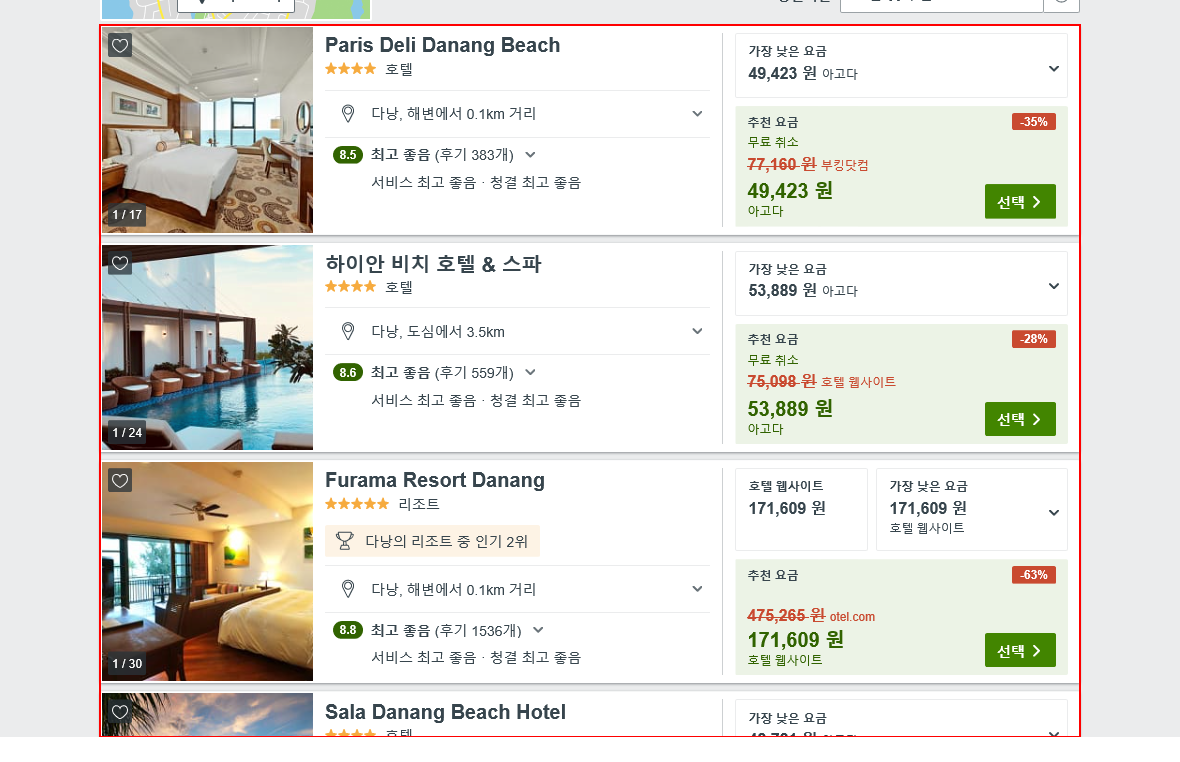 Paris Deli Danang Beach
호텔
다낭, 해변에서 0.1km 거리
8.5 최고 좋음 (후기 383개)
서비스 최고 좋음 · 청결 최고 좋음
1 / 17
가장 낮은 요금
49,423 원 아고다
추천 요금
-35%
무료 취소
77,160 원 부킹닷컴
49,423 원
아고다
선택
하이안 비치 호텔 & 스파
호텔
다낭, 도심에서 3.5km
8.6 최고 좋음 (후기 559개)
서비스 최고 좋음 · 청결 최고 좋음
1 / 24
가장 낮은 요금
53,889 원 아고다
추천 요금
-28%
무료 취소
75,098 원 호텔 웹사이트
53,889 원
아고다
선택
Furama Resort Danang
리조트
다낭의 리조트 중 인기 2위
다낭, 해변에서 0.1km 거리
8.8 최고 좋음 (후기 1536개)
서비스 최고 좋음 · 청결 최고 좋음
1 / 30
호텔 웹사이트
171,609 원
가장 낮은 요금
171,609 원
호텔 웹사이트
추천 요금
-63%
475,265 원 otel.com
171,609 원
호텔 웹사이트
선택
Sala Danang Beach Hotel
호텔
가장 낮은 요금